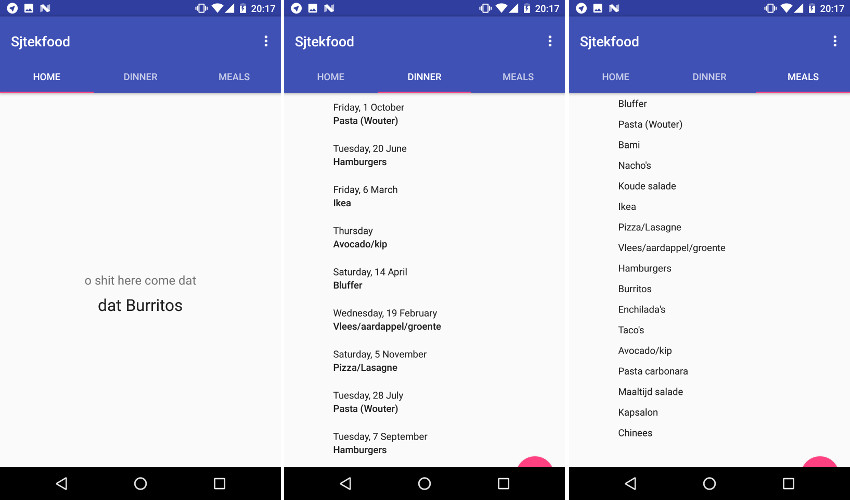 20:17
Sjtekfood
HOME DINNER MEALS
o shit here come dat
dat Burritos
20:17
Sjtekfood
HOME DINNER MEALS
Friday, 1 October
Pasta (Wouter)
Tuesday, 20 June
Hamburgers
Friday, 6 March
Ikea
Thursday
Avocado/kip
Saturday, 14 April
Bluffer
Wednesday, 19 February
Vlees/aardappel/groente
Saturday, 5 November
Pizza/Lasagne
Tuesday, 28 July
Pasta (Wouter)
Tuesday, 7 September
Hamburgers
20:17
Sjtekfood
HOME DINNER MEALS
Bluffer
Pasta (Wouter)
Bami
Nacho's
Koude salade
Ikea
Pizza/Lasagne
Vlees/aardappel/groente
Hamburgers
Burritos
Enchilada's
Taco's
Avocado/kip
Pasta carbonara
Maaltijd salade
Kapsalon
Chinees